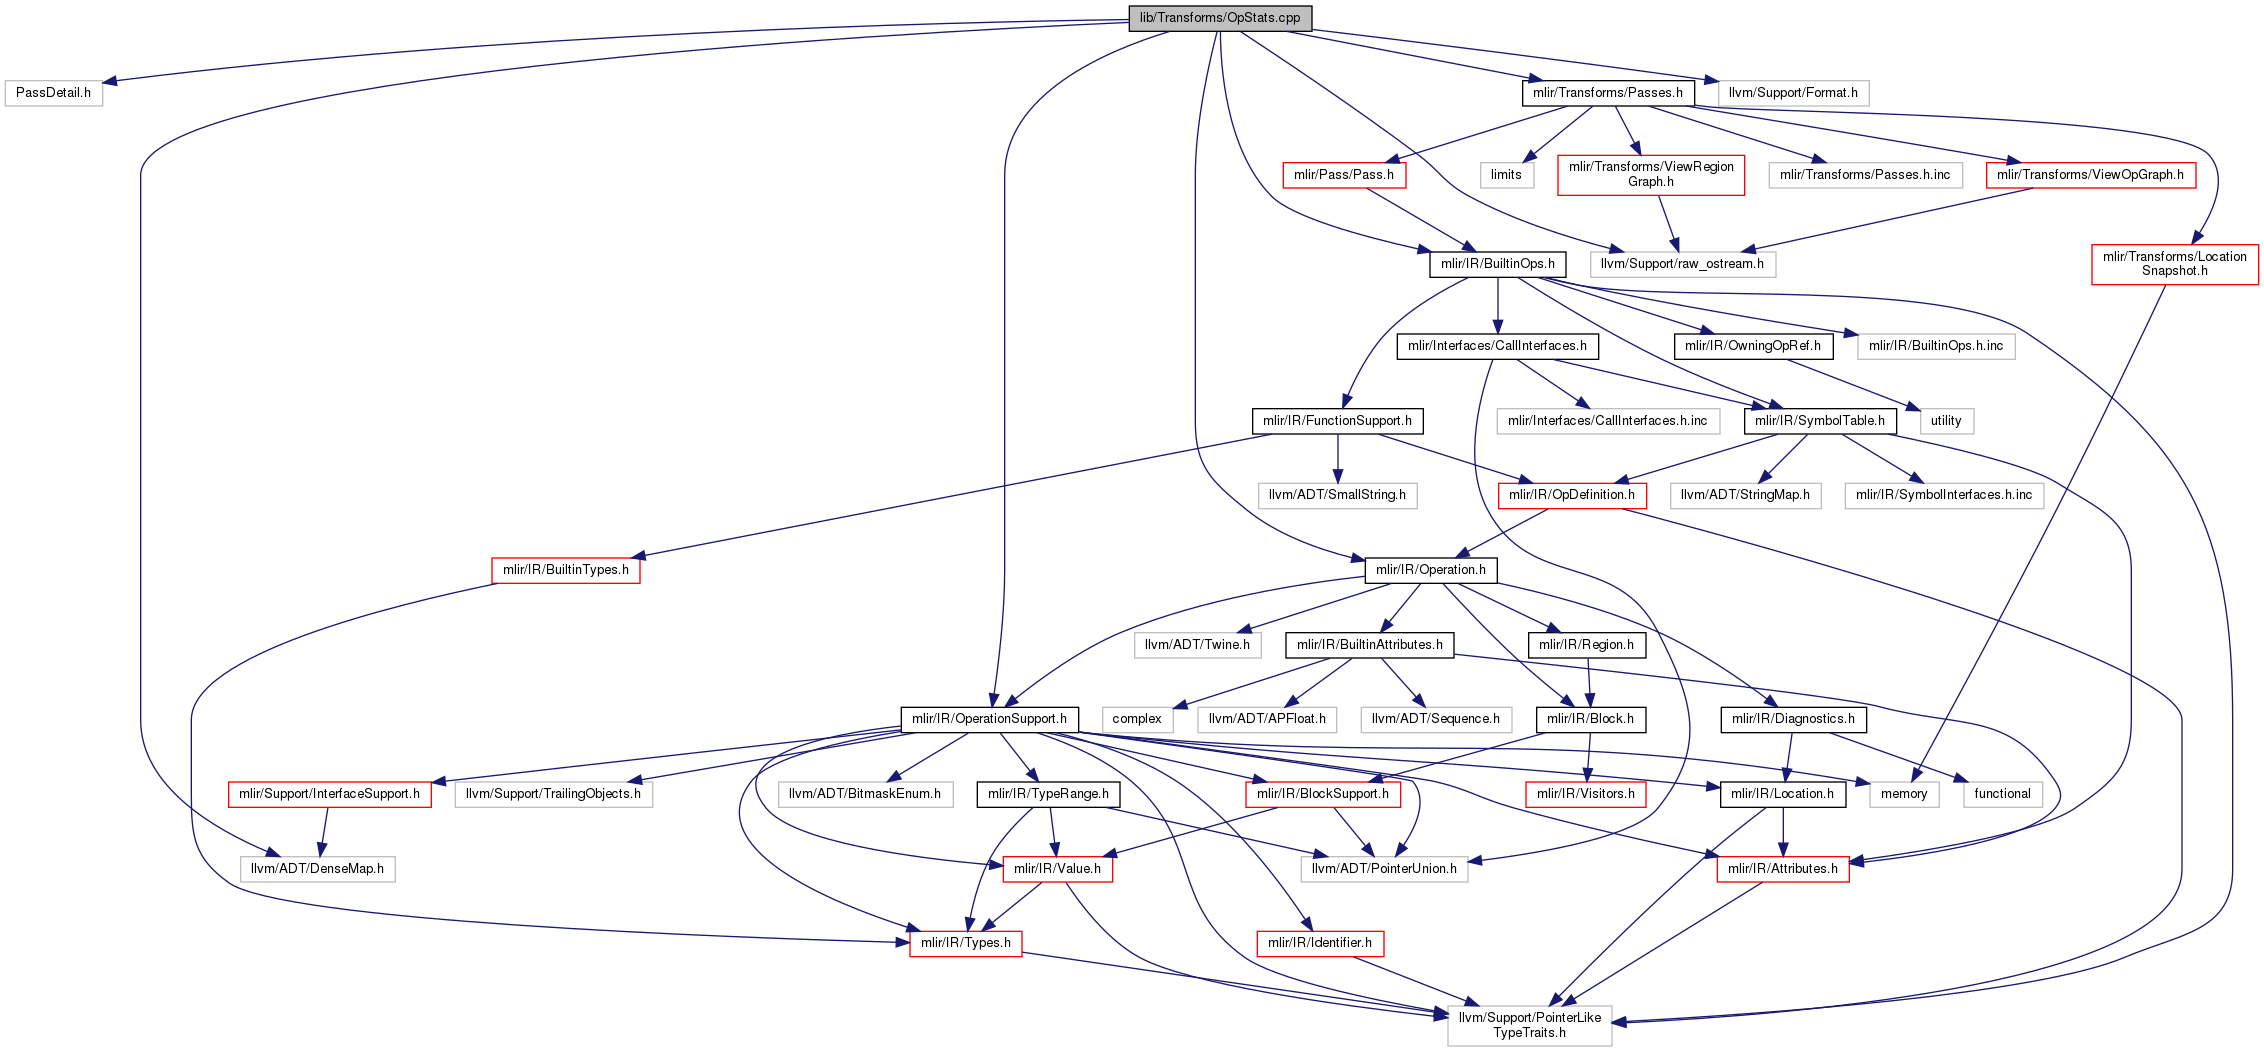 lib/Transforms/OpStats.cpp
PassDetail.h
mlir/Transforms/Passes.h
llvm/Support/Format.h
mlir/Pass/Pass.h
limits
mlir/Transforms/ViewRegion
Graph.h
mlir/Transforms/Passes.h.inc
mlir/Transforms/ViewOpGraph.h
mlir/IR/BuiltinOps.h
llvm/Support/raw_ostream.h
mlir/Transforms/Location
Snapshot.h
mlir/Interfaces/CallInterfaces.h
mlir/IR/OwningOpRef.h
mlir/IR/BuiltinOps.h.inc
mlir/IR/FunctionSupport.h
mlir/Interfaces/CallInterfaces.h.inc
mlir/IR/SymbolTable.h
utility
llvm/ADT/SmallString.h
mlir/IR/OpDefinition.h
llvm/ADT/StringMap.h
mlir/IR/SymbolInterfaces.h.inc
mlir/IR/BuiltinTypes.h
mlir/IR/Operation.h
llvm/ADT/Twine.h
mlir/IR/BuiltinAttributes.h
mlir/IR/Region.h
mlir/IR/OperationSupport.h
complex
llvm/ADT/APFloat.h
llvm/ADT/Sequence.h
mlir/IR/Block.h
mlir/IR/Diagnostics.h
mlir/Support/InterfaceSupport.h
llvm/Support/TrailingObjects.h
llvm/ADT/BitmaskEnum.h
mlir/IR/TypeRange.h
mlir/IR/BlockSupport.h
mlir/IR/Visitors.h
mlir/IR/Location.h
memory
functional
llvm/ADT/DenseMap.h
mlir/IR/Value.h
llvm/ADT/PointerUnion.h
mlir/IR/Attributes.h
mlir/IR/Types.h
mlir/IR/Identifier.h
llvm/Support/PointerLike
TypeTraits.h